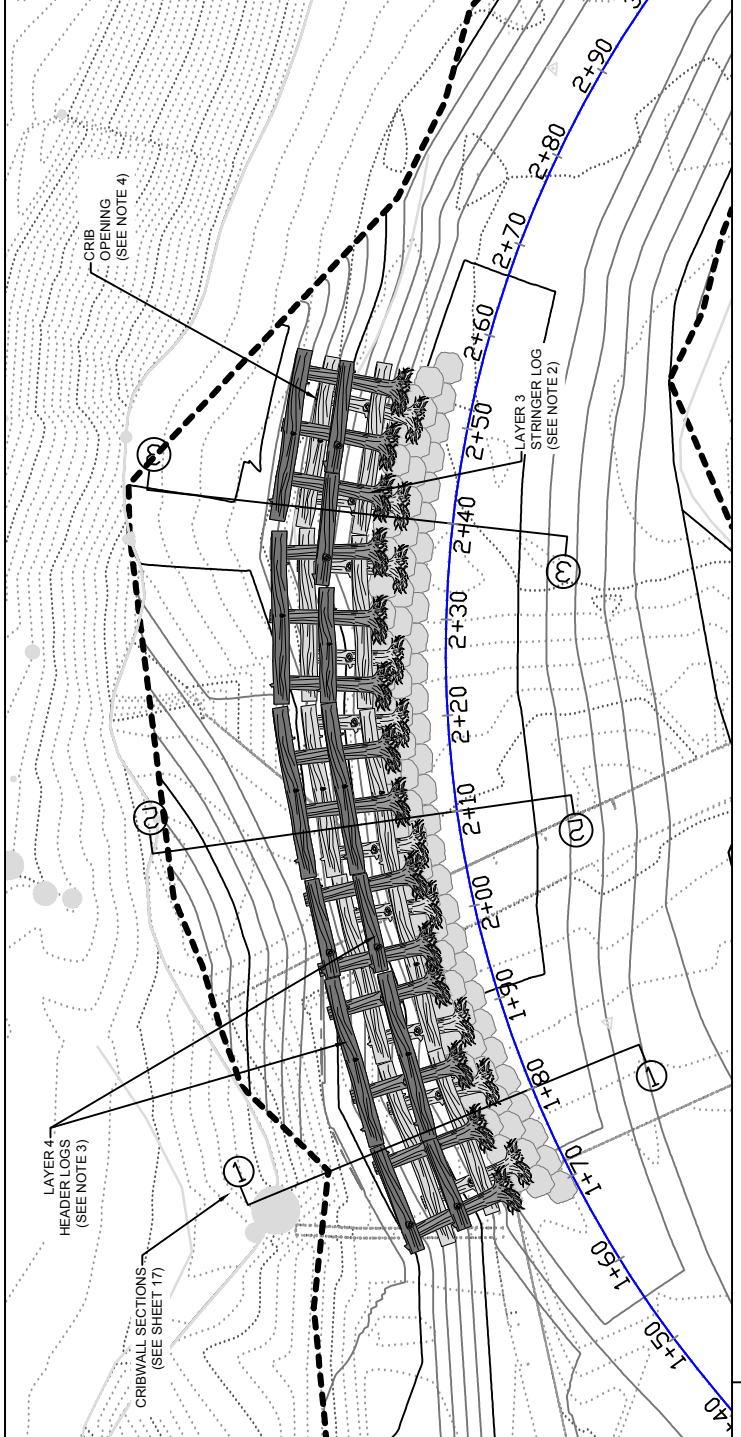 CRIBWALL SECTIONS
(SEE SHEET 17)
LAYER 4
HEADER LOGS
(SEE NOTE 3)
CRIB
OPENING
(SEE NOTE 4)
LAYER 3
STRINGER LOG
(SEE NOTE 2)
1
1
2
2
3
3
1+50
1+60
1+70
1+80
1+90
2+00
2+10
2+20
2+30
2+40
2+50
2+60
2+70
2+80
2+90